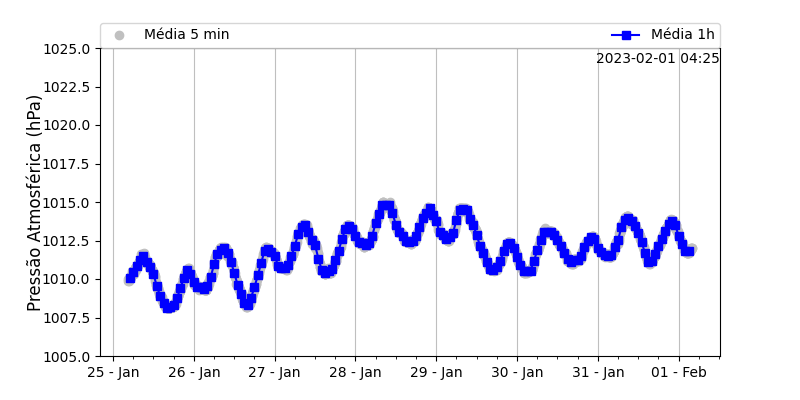 Média 5 min
Média 1h
2023-02-01 04:25
Pressão Atmosférica (hPa)
1025.0
1022.5
1020.0
1017.5
1015.0
1012.5
1010.0
1007.5
1005.0
25 - Jan
26 - Jan
27 - Jan
28 - Jan
29 - Jan
30 - Jan
31 - Jan
01 - Feb